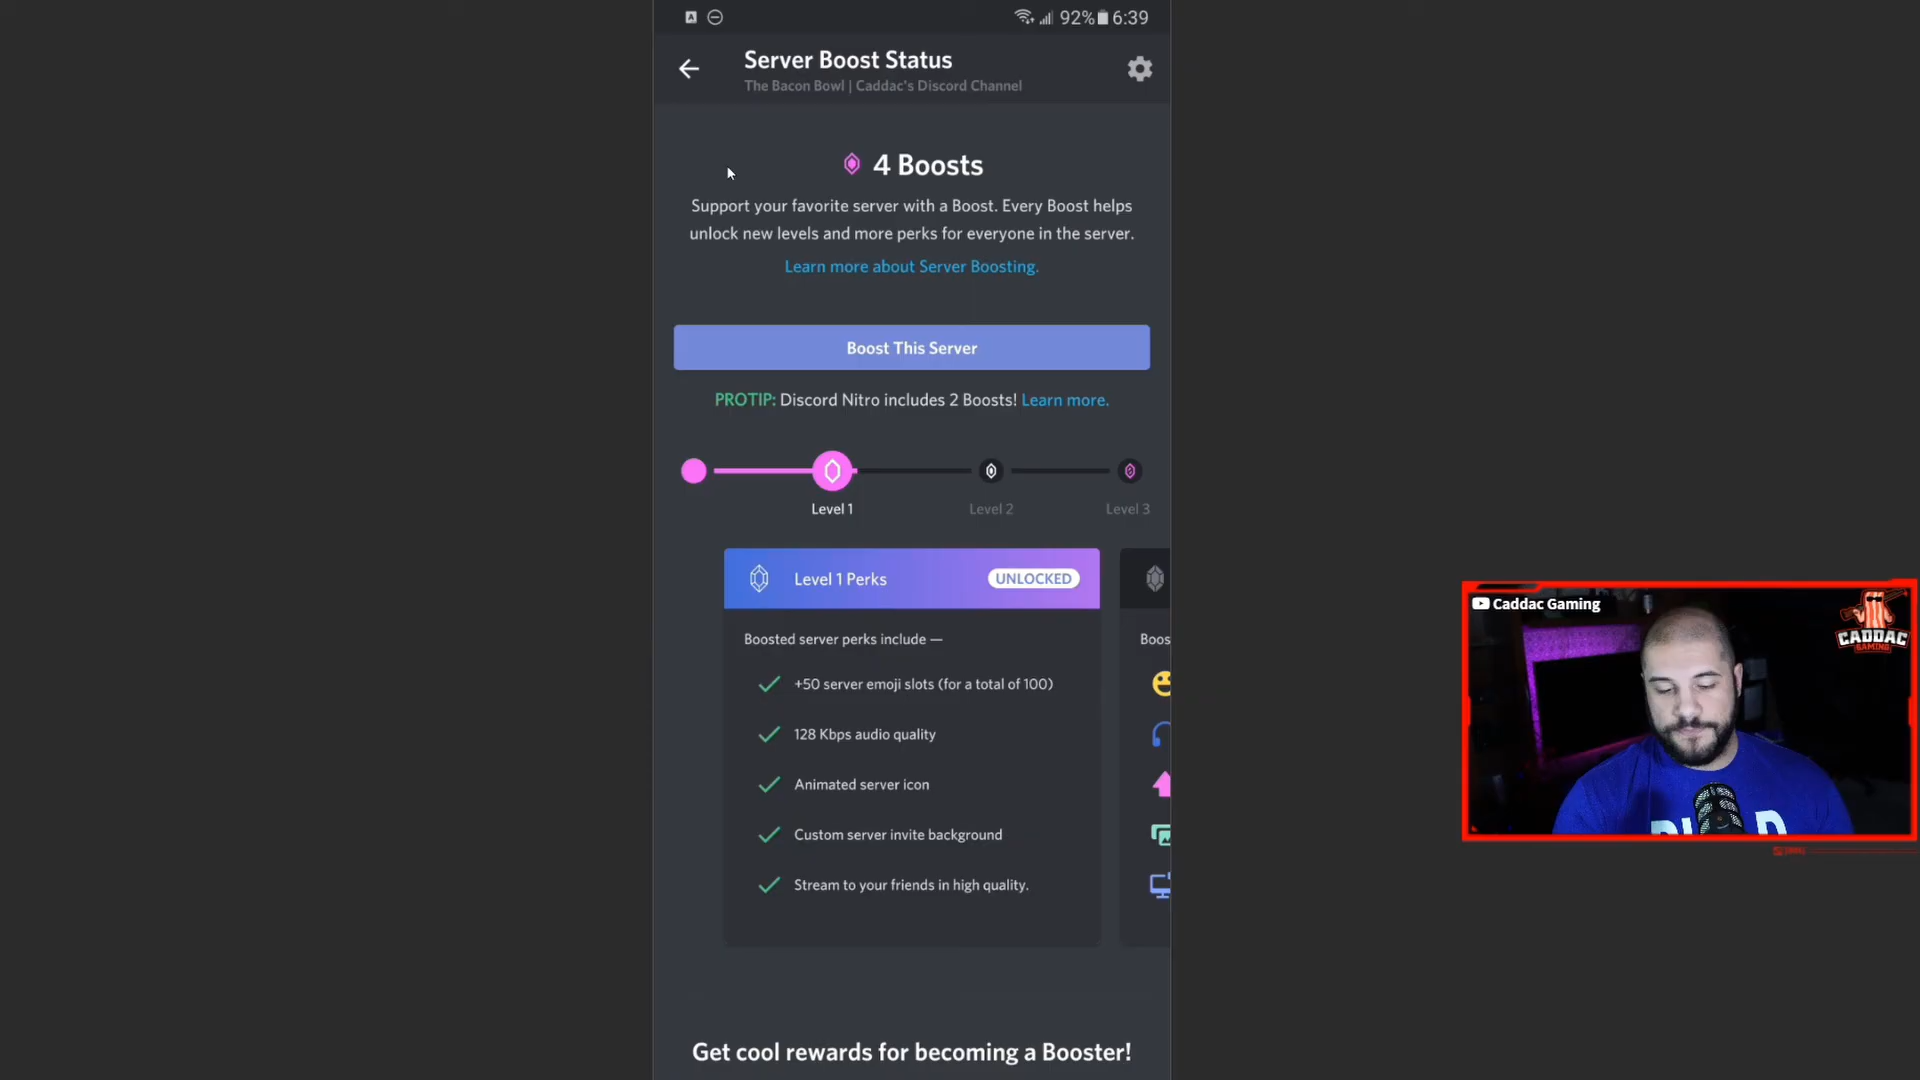 92% 6:39
Server Boost Status
The Bacon Bowl | Caddac's Discord Channel
4 Boosts
Support your favorite server with a Boost. Every Boost helps
unlock new levels and more perks for everyone in the server.
Learn more about Server Boosting.
Boost This Server
PROTIP: Discord Nitro includes 2 Boosts! Learn more.
Level 1 Level 2 Level 3
Level 1 Perks UNLOCKED
Boosted server perks include —
Boos
+50 server emoji slots (for a total of 100)
128 Kbps audio quality
Animated server icon
Custom server invite background
Stream to your friends in high quality.
Get cool rewards for becoming a Booster!
Caddac Gaming
CADDAC
GAMING